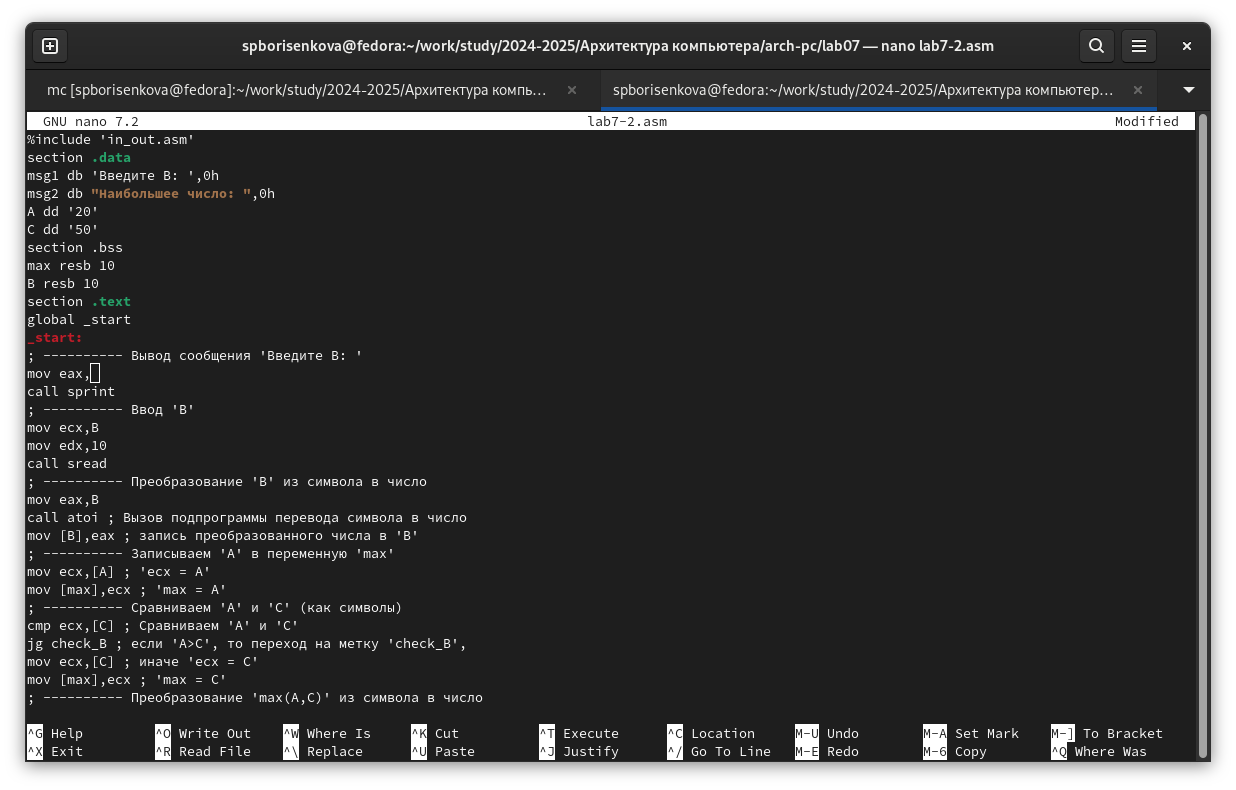 spborisenkova@fedora:~/work/study/2024-2025/Архитектура компьютера/arch-pc/lab07 — nano lab7-2.asm
mc [spborisenkova@fedora]:~/work/study/2024-2025/Архитектура компь…
spborisenkova@fedora:~/work/study/2024-2025/Архитектура компьютер…
GNU nano 7.2 lab7-2.asm Modified
%include 'in_out.asm'
section .data
msg1 db 'Введите B: ',0h
msg2 db "Наибольшее число: ",0h
A dd '20'
C dd '50'
section .bss
max resb 10
B resb 10
section .text
global _start
_start:
; ---------- Вывод сообщения 'Введите B: '
mov eax,
call sprint
; ---------- Ввод 'B'
mov ecx,B
mov edx,10
call sread
; ---------- Преобразование 'B' из символа в число
mov eax,B
call atoi ; Вызов подпрограммы перевода символа в число
mov [B],eax ; запись преобразованного числа в 'B'
; ---------- Записываем 'A' в переменную 'max'
mov ecx,[A] ; 'ecx = A'
mov [max],ecx ; 'max = A'
; ---------- Сравниваем 'A' и 'С' (как символы)
cmp ecx,[C] ; Сравниваем 'A' и 'С'
jg check_B ; если 'A>C', то переход на метку 'check_B',
mov ecx,[C] ; иначе 'ecx = C'
mov [max],ecx ; 'max = C'
; ---------- Преобразование 'max(A,C)' из символа в число
^G Help ^O Write Out ^W Where Is ^K Cut ^T Execute ^C Location M-U Undo M-A Set Mark M-] To Bracket
^X Exit ^R Read File ^\ Replace ^U Paste ^J Justify ^/ Go To Line M-E Redo M-6 Copy ^Q Where Was